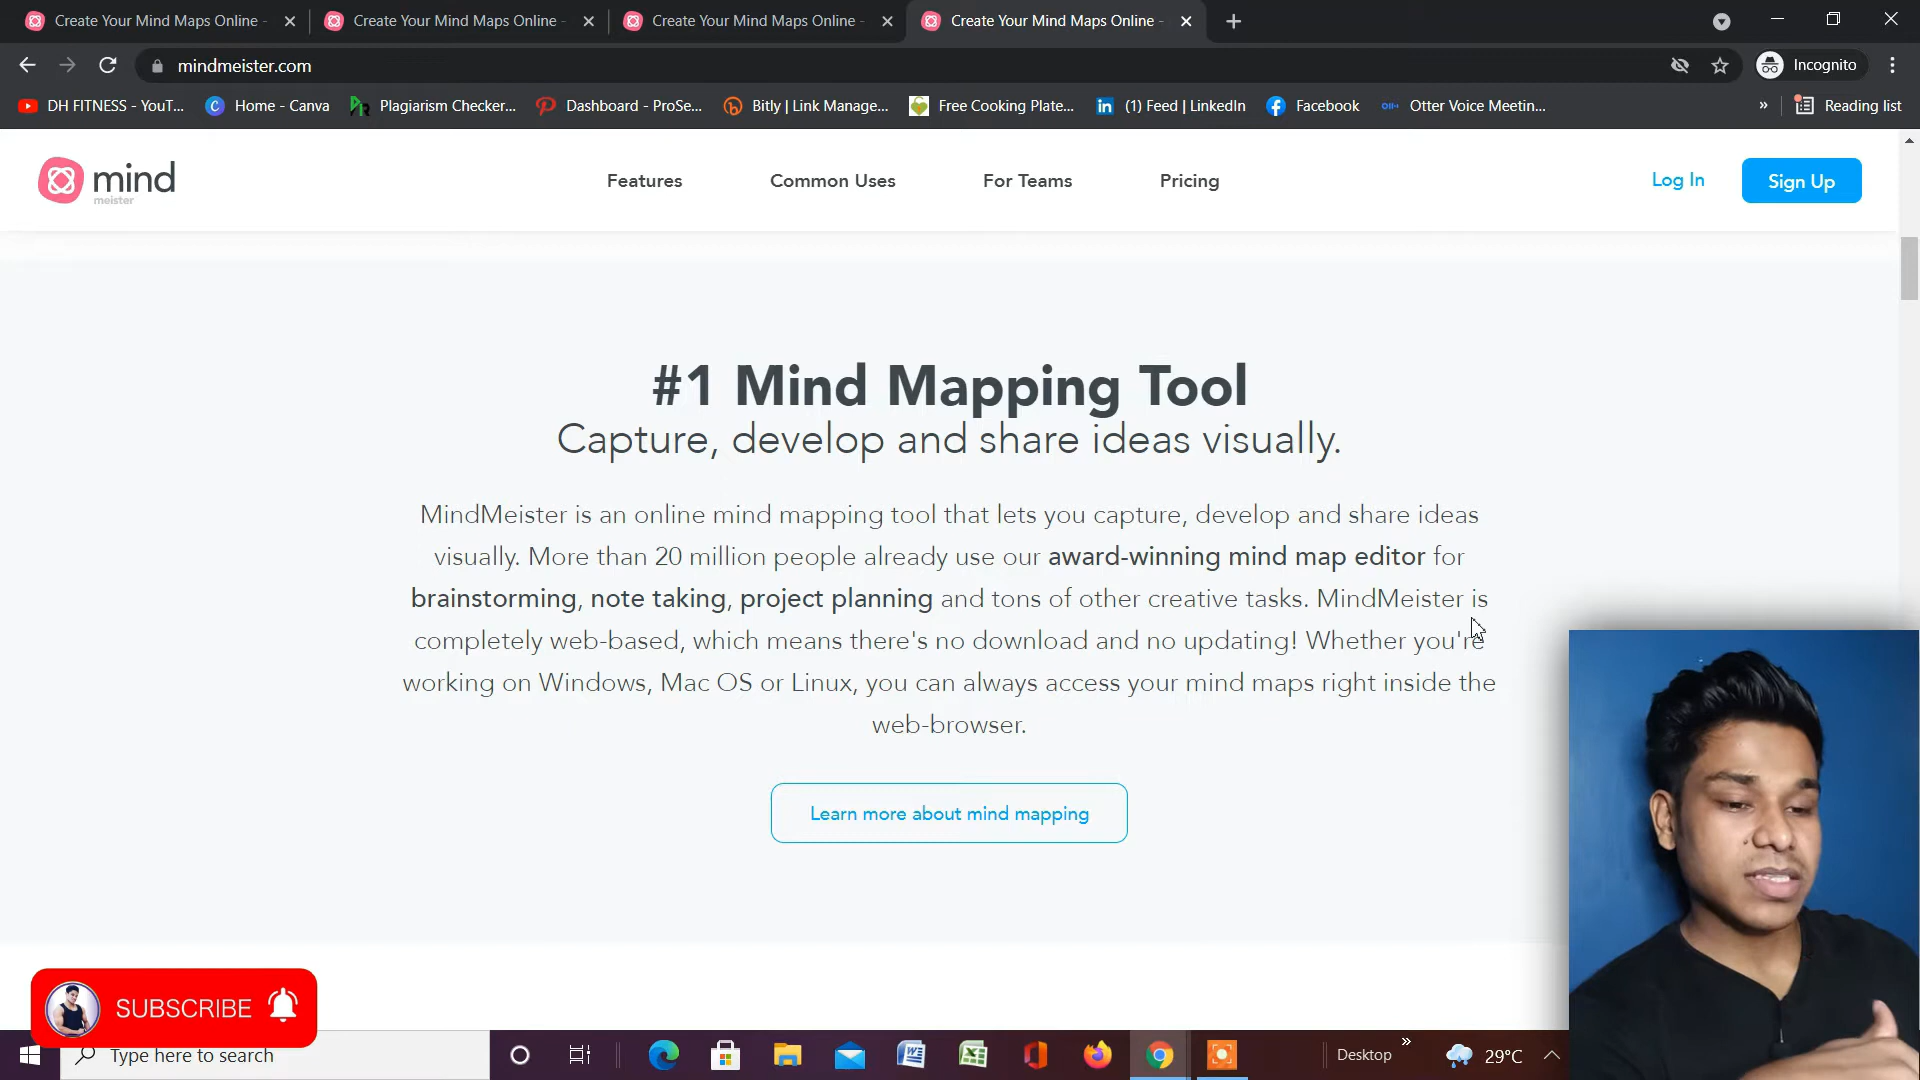 Create Your Mind Maps Online -
Create Your Mind Maps Online -
Create Your Mind Maps Online -
Create Your Mind Maps Online -
mindmeister.com
Incognito
DH FITNESS - YouT...
Home - Canva
Plagiarism Checker...
Dashboard - ProSe...
Bitly | Link Manage...
Free Cooking Plate...
(1) Feed | LinkedIn
Facebook
Otter Voice Meetin...
»
Reading list
mind
meister
Features
Common Uses
For Teams
Pricing
Log In
Sign Up
#1 Mind Mapping Tool
Capture, develop and share ideas visually.
MindMeister is an online mind mapping tool that lets you capture, develop and share ideas
visually. More than 20 million people already use our award-winning mind map editor for
brainstorming, note taking, project planning and tons of other creative tasks. MindMeister is
completely web-based, which means there's no download and no updating! Whether you're
working on Windows, Mac OS or Linux, you can always access your mind maps right inside the
web-browser.
Learn more about mind mapping
SUBSCRIBE
Type here to search
Desktop
»
29°C